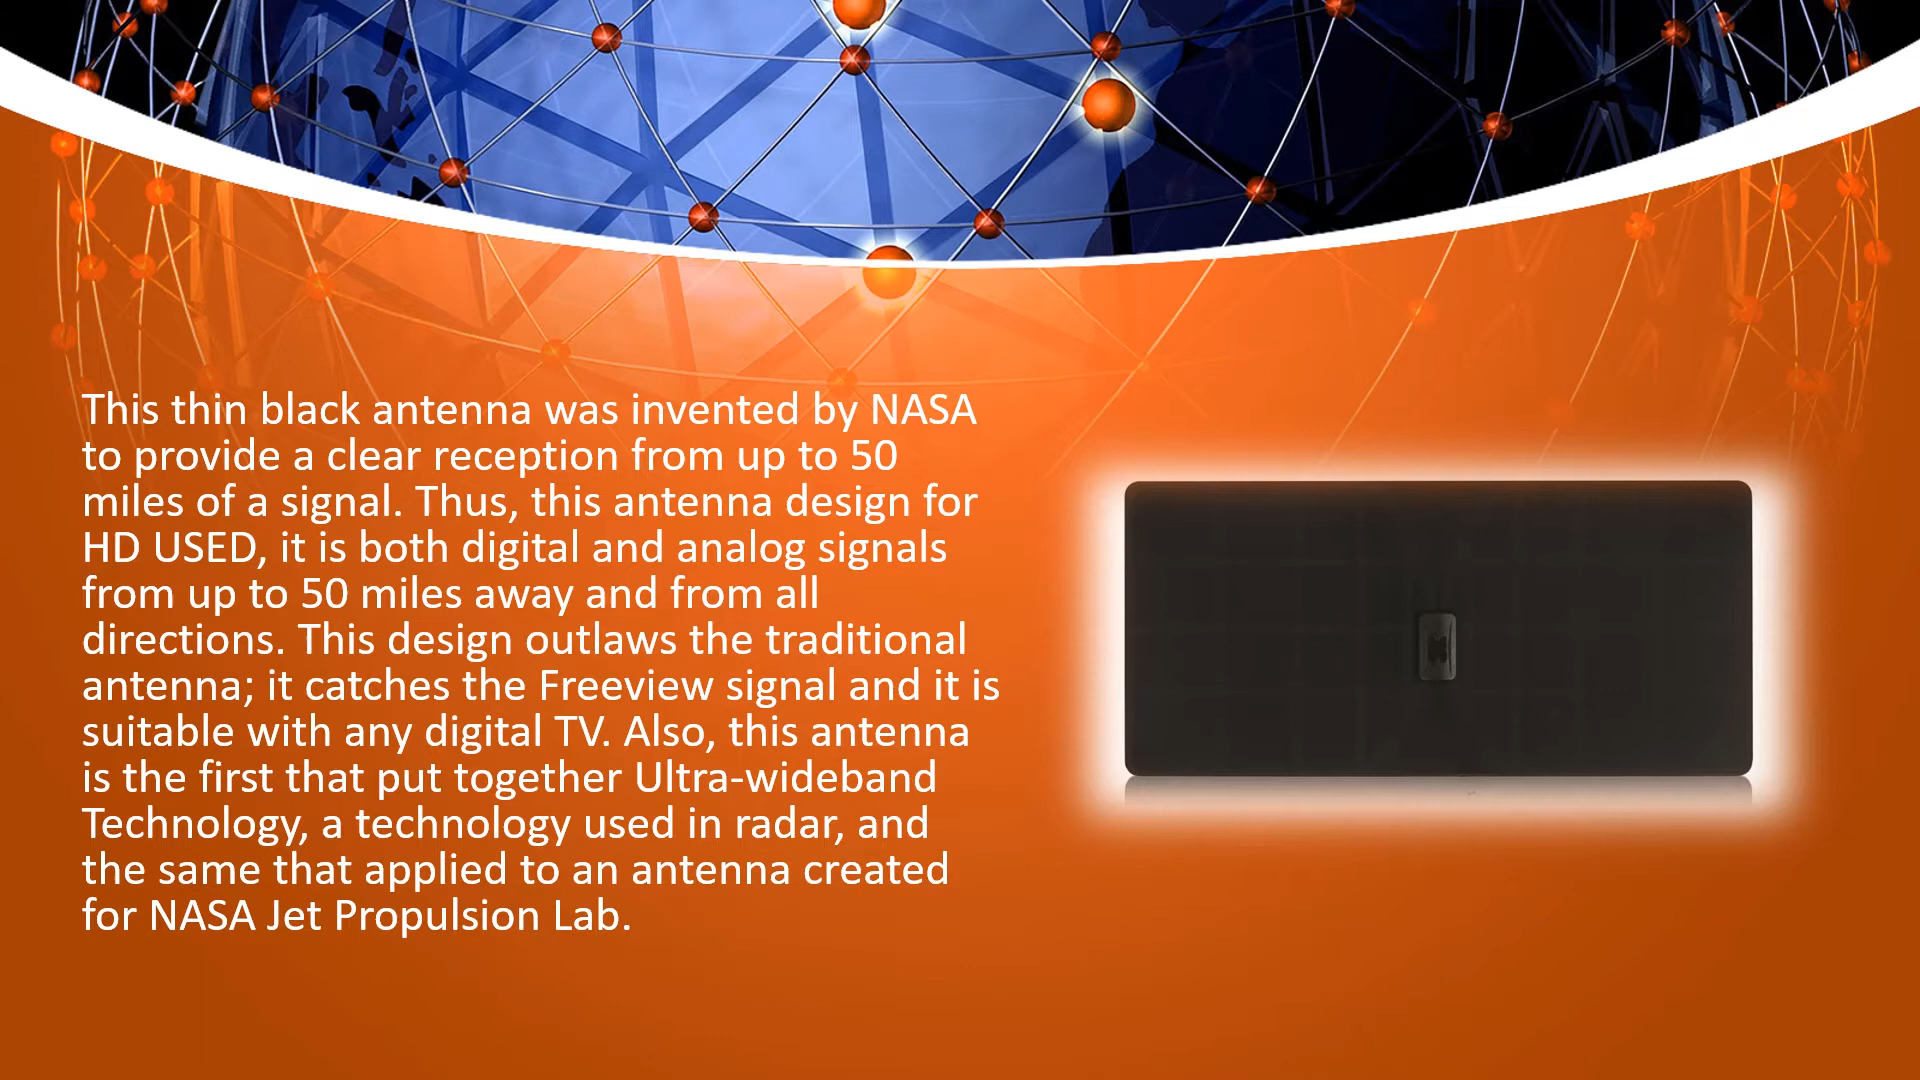 This thin black antenna was invented by NASA
to provide a clear reception from up to 50
miles of a signal. Thus, this antenna design for
HD USED, it is both digital and analog signals
from up to 50 miles away and from all
directions. This design outlaws the traditional
antenna; it catches the Freeview signal and it is
suitable with any digital TV. Also, this antenna
is the first that put together Ultra-wideband
Technology, a technology used in radar, and
the same that applied to an antenna created
for NASA Jet Propulsion Lab.